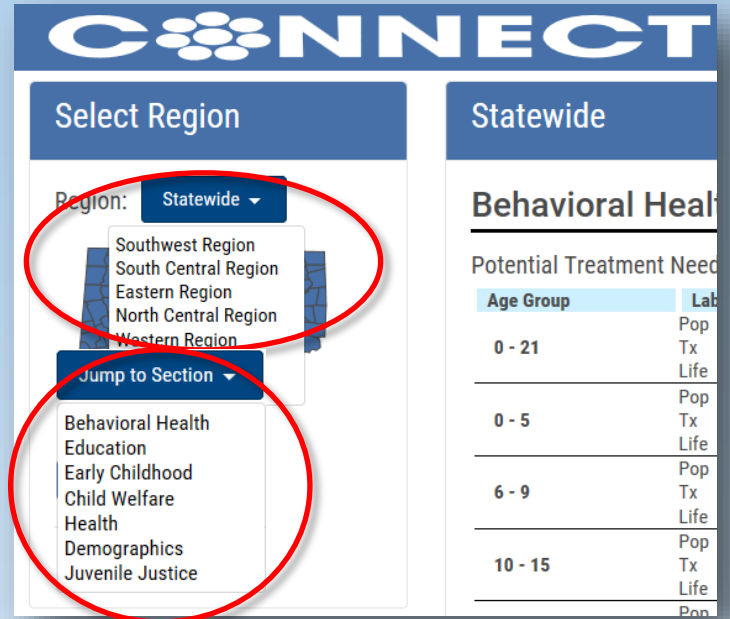 CONNECT
Select Region
Region: Statewide
Southwest Region
South Central Region
Eastern Region
North Central Region
Western Region
Jump to Section
Behavioral Health
Education
Early Childhood
Child Welfare
Health
Demographics
Juvenile Justice
Statewide
Behavioral Healt
Potential Treatment Need
Age Group Lab
0 - 21
Pop
Tx
Life
0 - 5
Pop
Tx
Life
6 - 9
Pop
Tx
Life
10 - 15
Pop
Tx
Life
Pop